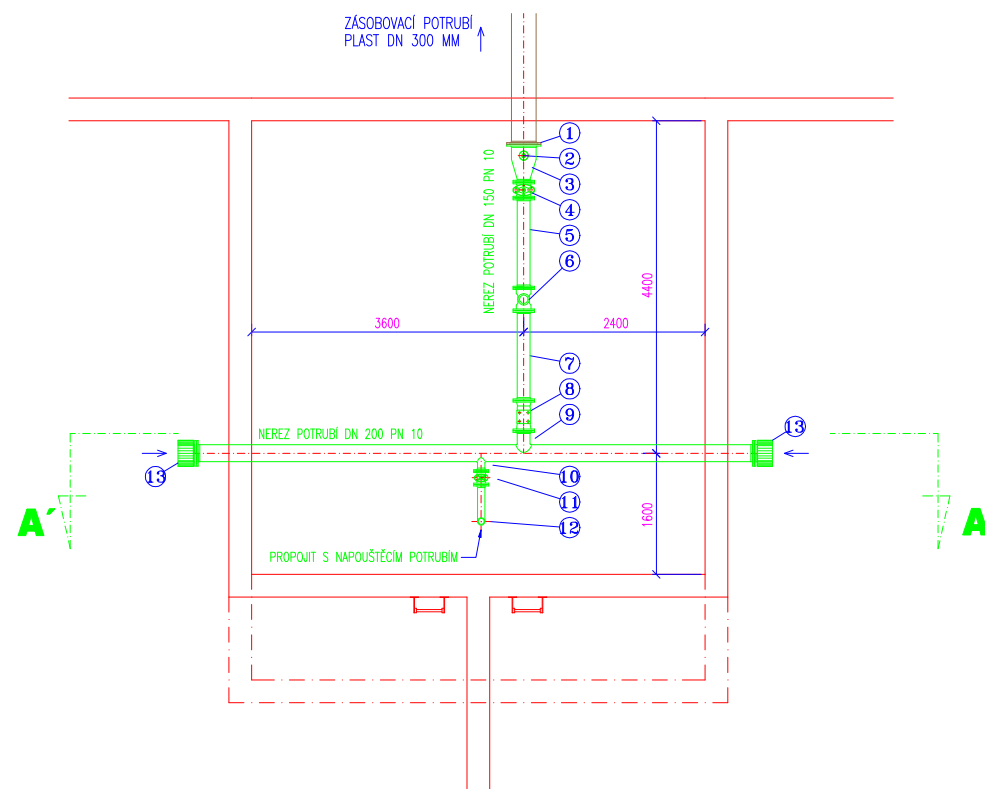 ZÁSOBOVACÍ POTRUBÍ
PLAST DN 300 MM
1
2
3
4
5
6
NEREZ POTRUBÍ DN 150 PN 10
4400
3600
2400
7
8
9
NEREZ POTRUBÍ DN 200 PN 10
13
13
10
11
12
1600
A´
A
PROPOJIT S NAPOUŠTĚCÍM POTRUBÍM